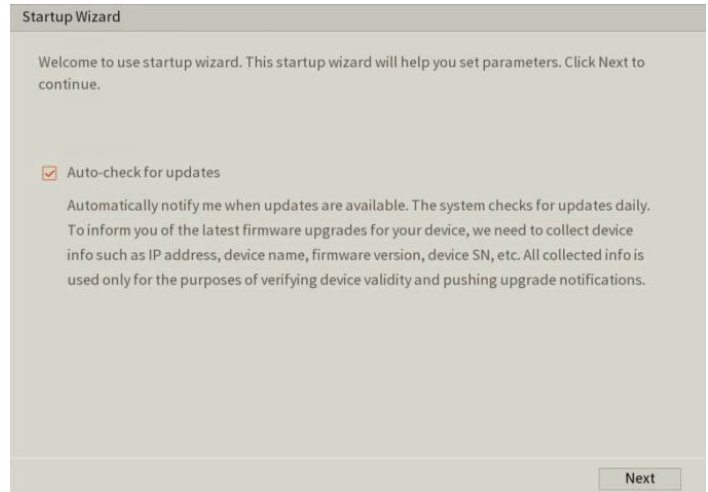 Startup Wizard
Welcome to use startup wizard. This startup wizard will help you set parameters. Click Next to
continue.
Auto-check for updates
Automatically notify me when updates are available. The system checks for updates daily.
To inform you of the latest firmware upgrades for your device, we need to collect device
info such as IP address, device name, firmware version, device SN, etc. All collected info is
used only for the purposes of verifying device validity and pushing upgrade notifications.
Next